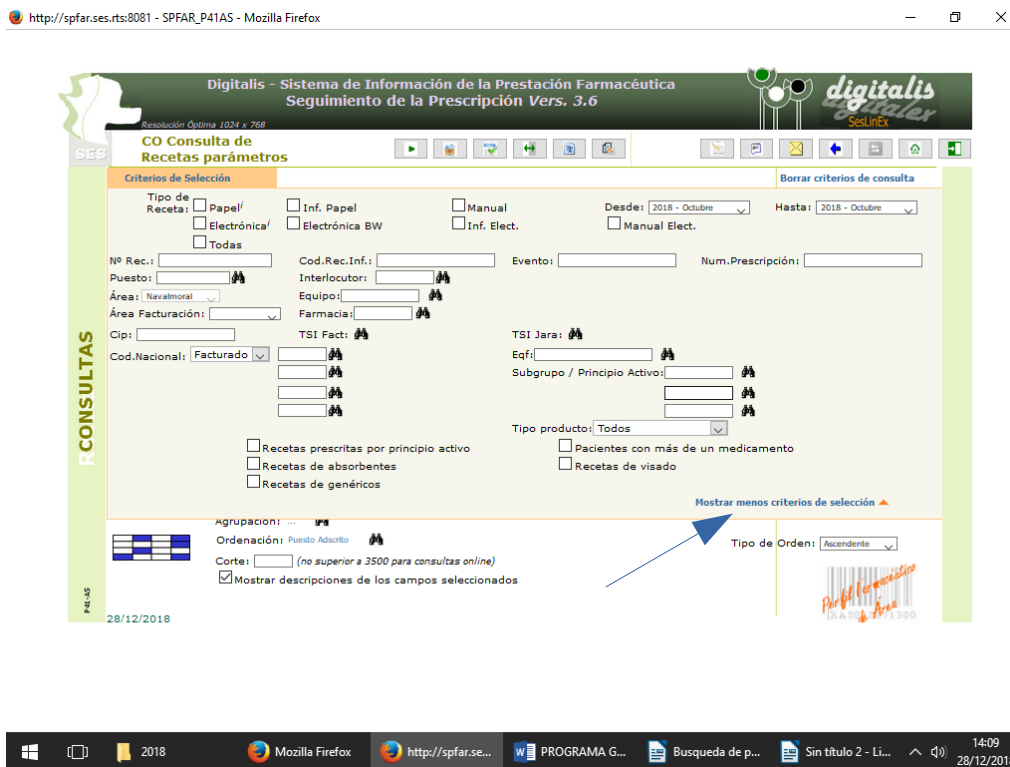 http://spfar.ses.rts:8081 - SPFAR_P41AS - Mozilla Firefox
Digitalis - Sistema de Información de la Prestación Farmacéutica
Seguimiento de la Prescripción Vers. 3.6
digitalis
SesLinEx
Resolución Óptima 1024 x 768
SES
CO Consulta de
Recetas parámetros
Criterios de Selección Borrar criterios de consulta
Tipo de
Receta: Papel/ Inf. Papel Manual Desde: 2018 - Octubre Hasta: 2018 - Octubre
Electrónica/ Electrónica BW Inf. Elect. Manual Elect.
Todas
Nº Rec.: Cod.Rec.Inf.: Evento: Num.Prescripción:
Puesto: Interlocutor:
Área: Navalmoral Equipo:
Área Facturación: Farmacia:
Cip: TSI Fact: TSI Jara:
Cod.Nacional: Facturado Eqf:
Subgrupo / Principio Activo:
Tipo producto: Todos
Recetas prescritas por principio activo Pacientes con más de un medicamento
Recetas de absorbentes Recetas de visado
Recetas de genéricos
Mostrar menos criterios de selección
Agrupación: ...
Ordenación: Puesto Adscrito Tipo de Orden: Ascendente
Corte: (no superior a 3500 para consultas online)
Mostrar descripciones de los campos seleccionados
CONSULTAS
P41-AS
28/12/2018
Perfil Farmacéutico
de Área
2018 Mozilla Firefox http://spfar.se... PROGRAMA G... Busqueda de p... Sin título 2 - Li... 14:09
28/12/201